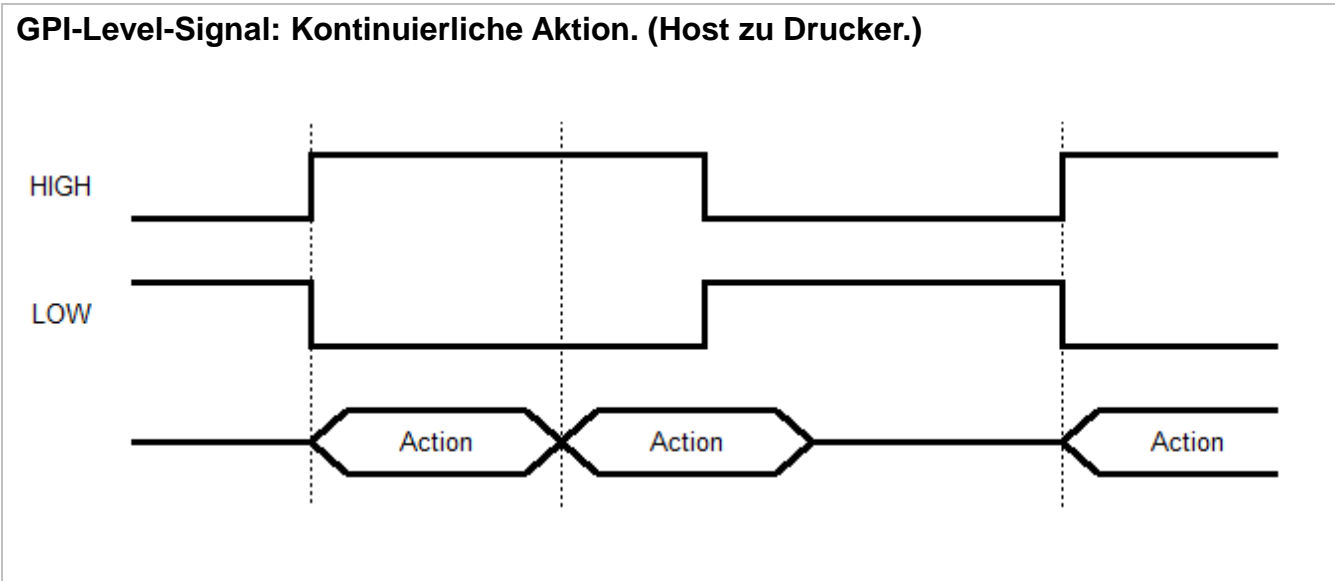 GPI-Level-Signal: Kontinuierliche Aktion. (Host zu Drucker.)
HIGH
LOW
Action Action Action